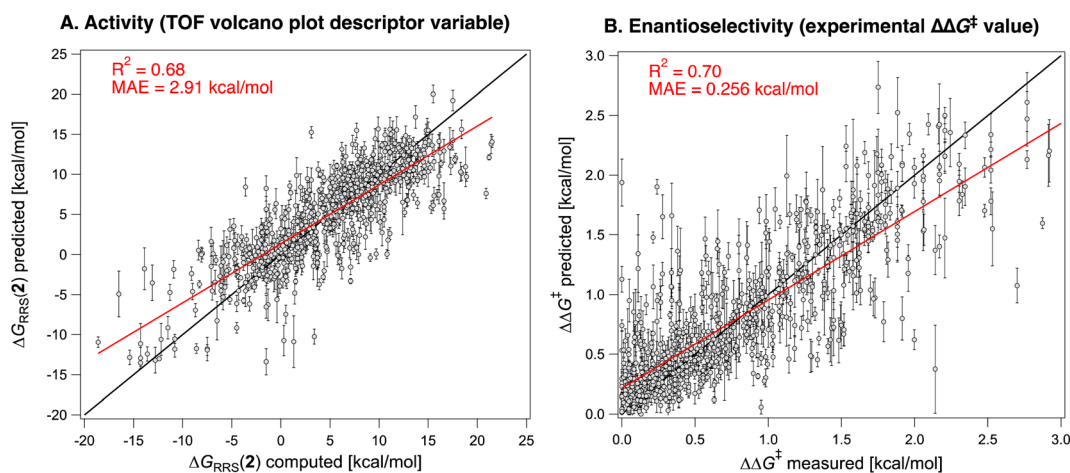 A. Activity (TOF volcano plot descriptor variable)
R² = 0.68
MAE = 2.91 kcal/mol
ΔG_RRS(2) predicted [kcal/mol]
25
20
15
10
5
0
-5
-10
-15
-20
-20 -15 -10 -5 0 5 10 15 20 25
ΔG_RRS(2) computed [kcal/mol]
B. Enantioselectivity (experimental ΔΔG‡ value)
R² = 0.70
MAE = 0.256 kcal/mol
ΔΔG‡ predicted [kcal/mol]
3.0
2.5
2.0
1.5
1.0
0.5
0.0
0.0 0.5 1.0 1.5 2.0 2.5 3.0
ΔΔG‡ measured [kcal/mol]